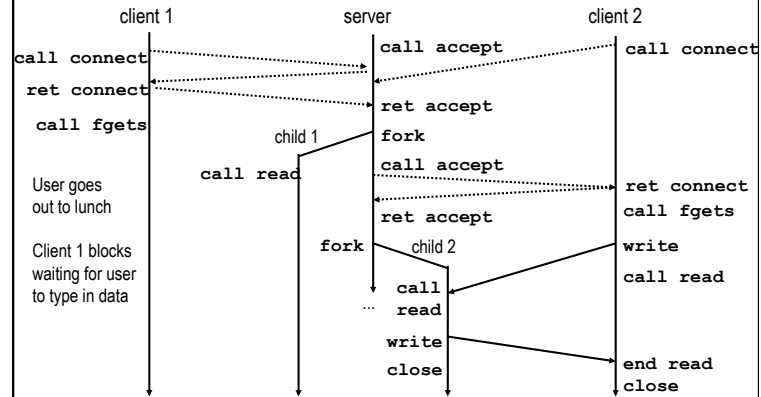 client 1
server
client 2
call connect
call accept
call connect
ret connect
ret accept
call fgets
child 1
fork
call read
call accept
User goes
out to lunch
ret connect
ret accept
call fgets
Client 1 blocks
waiting for user
to type in data
fork
child 2
write
call
read
call read
...
write
close
end read
close